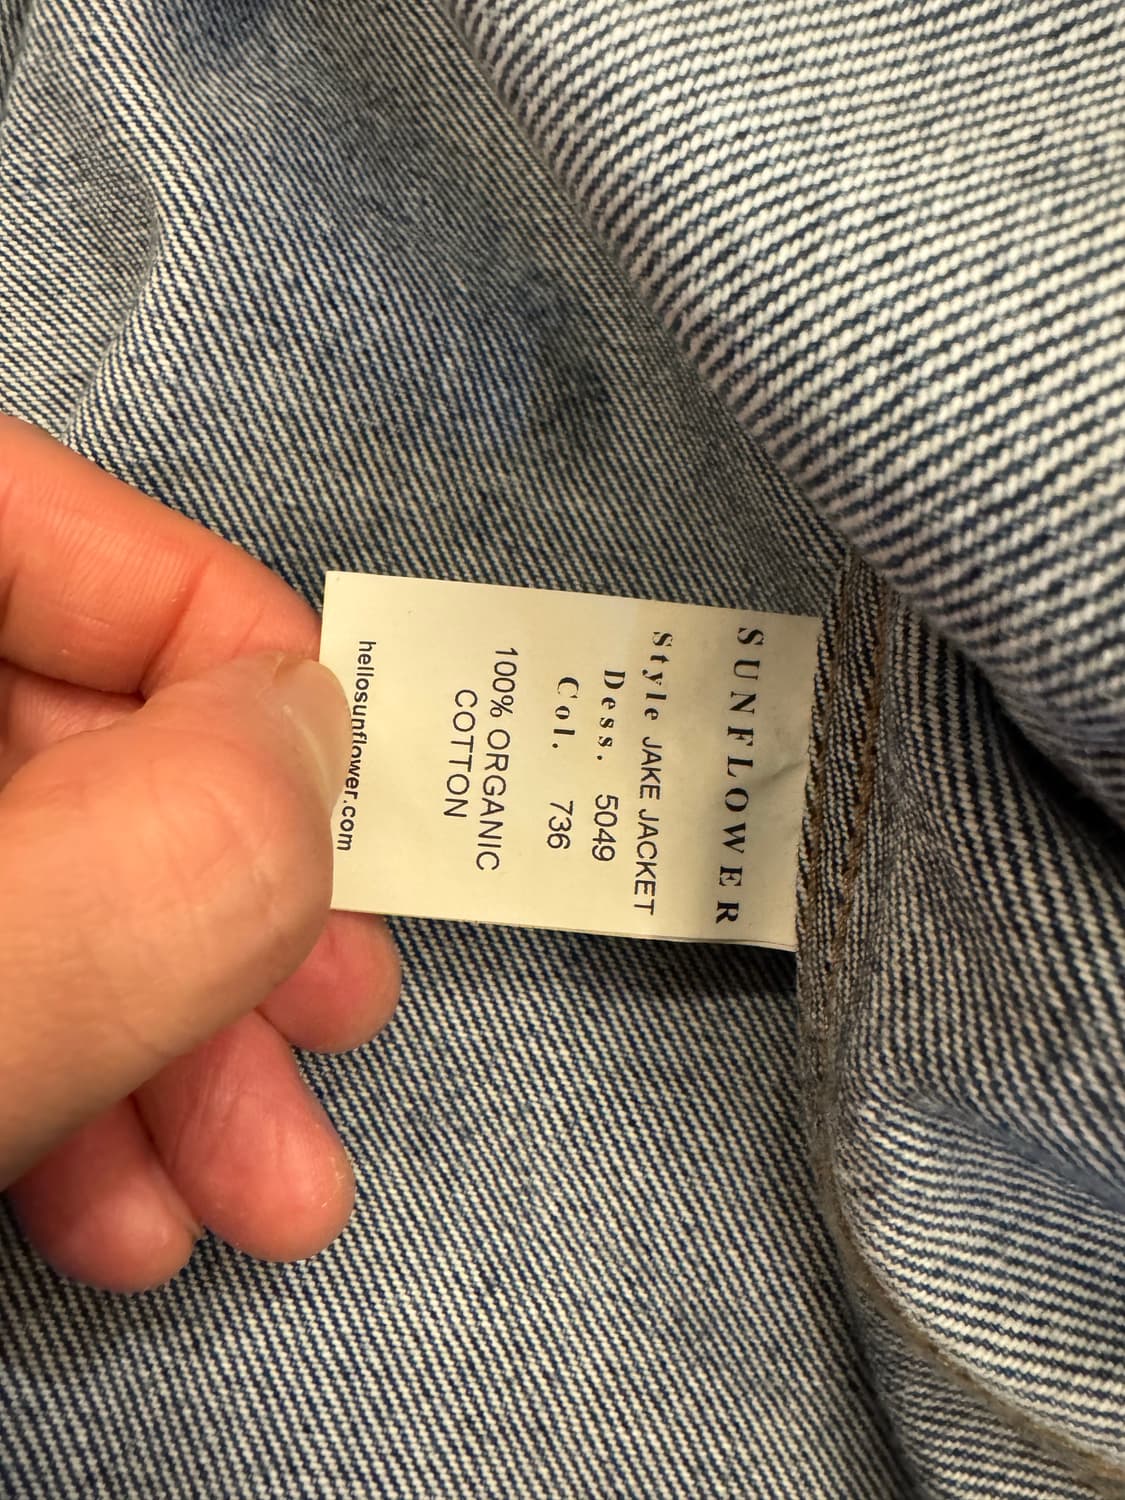 SUNFLOWER
Style JAKE JACKET
Dess. 5049
Col. 736
100% ORGANIC
COTTON
hellosunflower.com